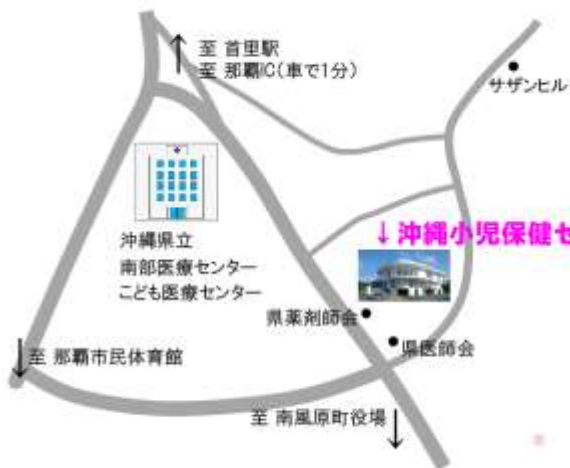 至 首里駅
至 那覇IC(車で1分)
サザンヒル
沖縄県立
南部医療センター
こども医療センター
↓沖縄小児保健セ
県薬剤師会
県医師会
至 那覇市民体育館
至 南風原町役場